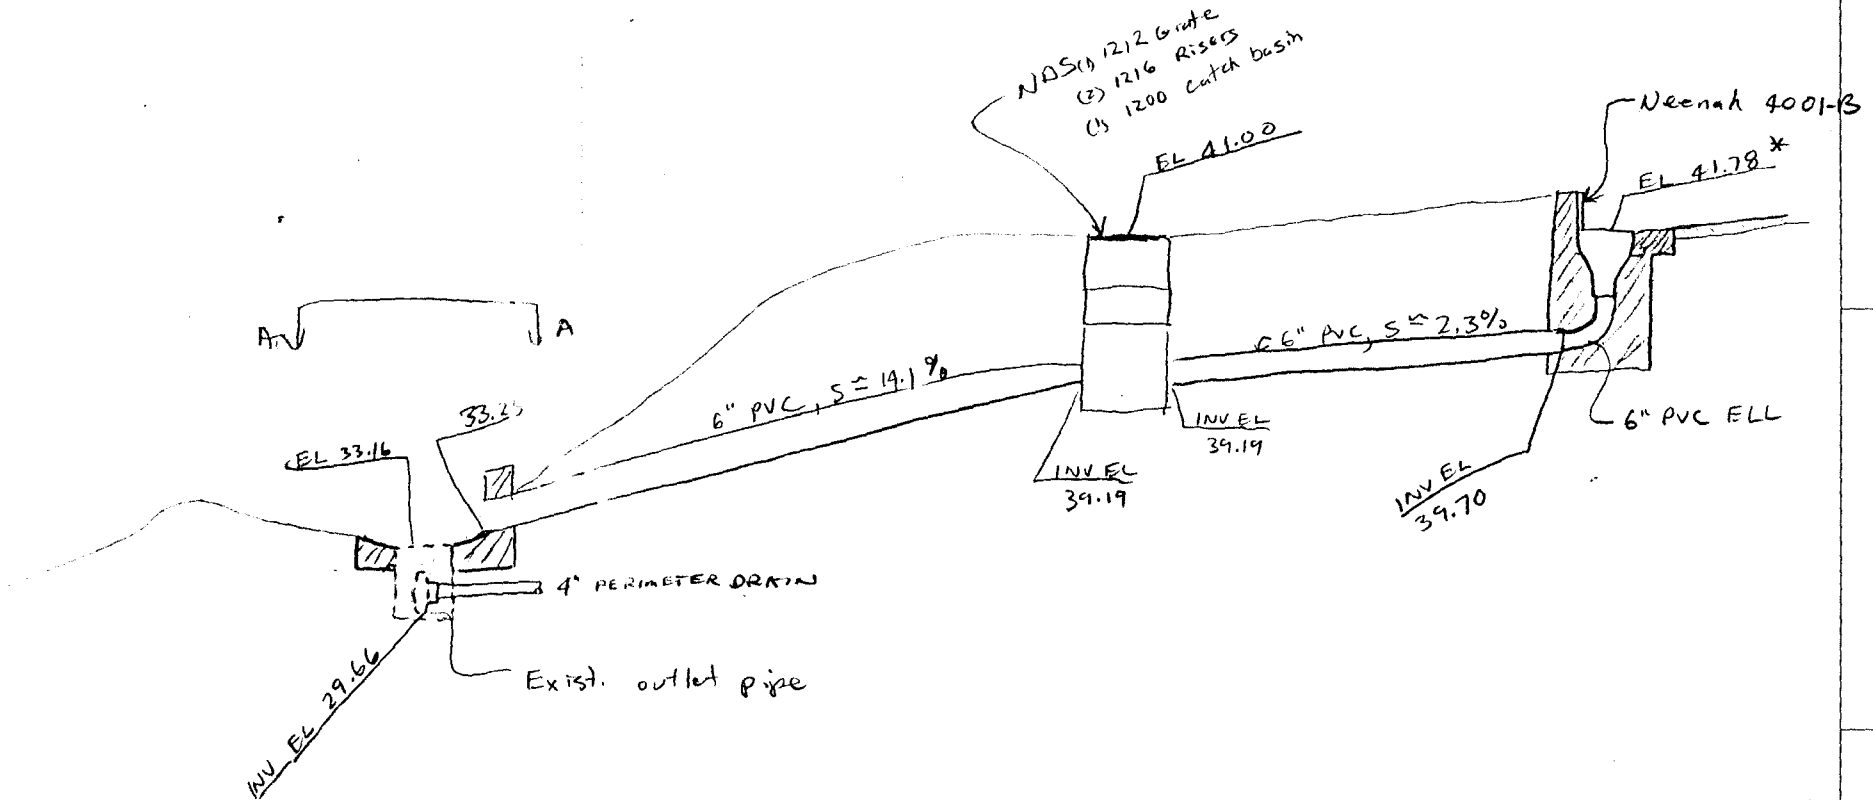 NDS (1) 1212 Grate
(2) 1216 Risers
(1) 1200 catch basin
Neenah 4001-B
EL 41.00
EL 41.78 *
A
A
6" PVC, S ≈ 2.3%
6" PVC, S ≈ 14.1%
33.25
EL 33.16
INV EL
39.19
INV EL
39.19
6" PVC ELL
INV EL
39.70
4" PERIMETER DRAIN
Exist. outlet pipe
INV EL 29.66